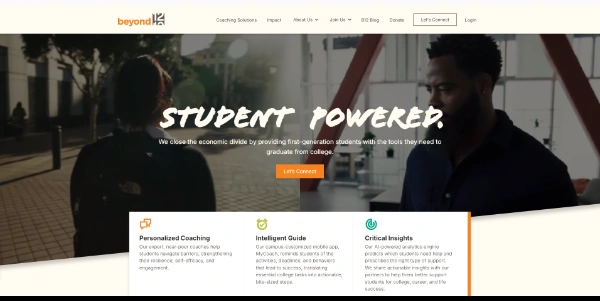 beyond 12
Coaching Solutions Impact About Us Join Us B12 Blog Donate Let's Connect Login
STUDENT POWERED.
We close the economic divide by providing first-generation students with the tools they need to
graduate from college.
Let's Connect
Personalized Coaching
Our expert, near-peer coaches help
students navigate barriers, strengthening
their resilience, self-efficacy, and
engagement.
Intelligent Guide
Our campus-customized mobile app,
MyCoach, reminds students of the
activities, deadlines, and behaviors
that lead to success, translating
essential college tasks into actionable,
bite-sized steps.
Critical Insights
Our AI-powered analytics engine
predicts which students need help and
prescribes the right type of support.
We share actionable insights with our
partners to help them better support
students for college, career, and life
success.